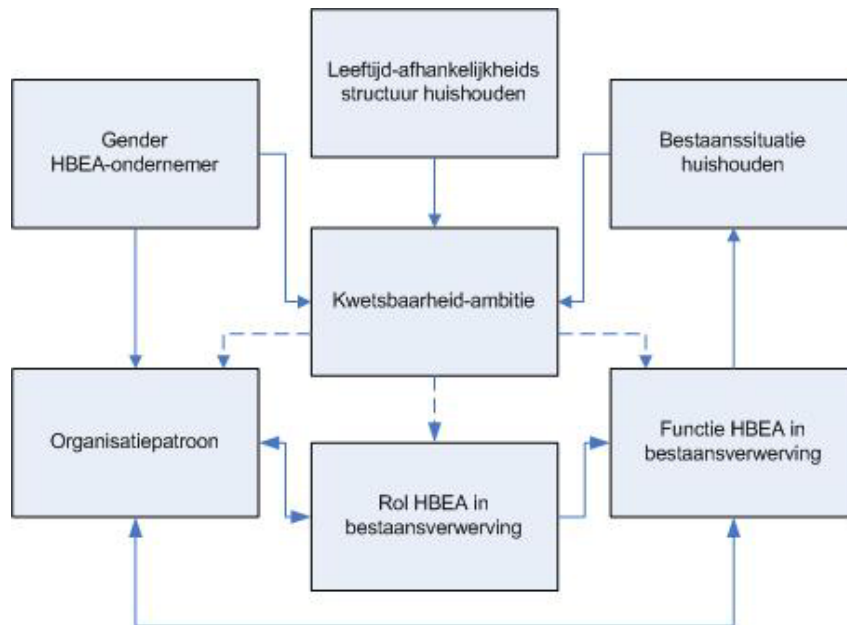 Leeftijd-afhankelijkheids
structuur huishouden
Gender
HBEA-ondernemer
Bestaanssituatie
huishouden
Kwetsbaarheid-ambitie
Organisatiepatroon
Functie HBEA in
bestaansverwerving
Rol HBEA in
bestaansverwerving